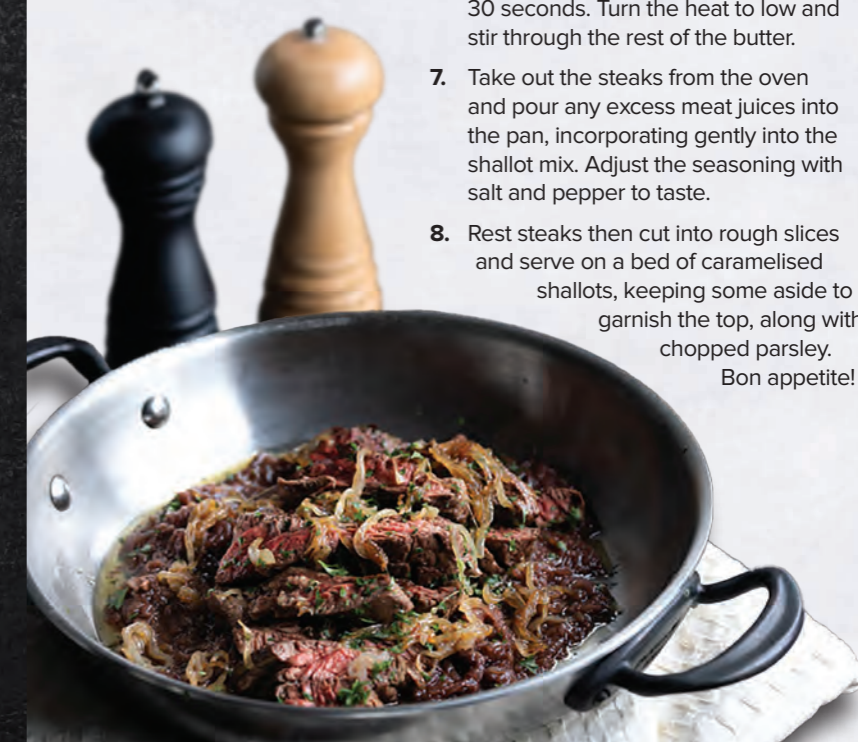 30 seconds. Turn the heat to low and
stir through the rest of the butter.
7. Take out the steaks from the oven
and pour any excess meat juices into
the pan, incorporating gently into the
shallot mix. Adjust the seasoning with
salt and pepper to taste.
8. Rest steaks then cut into rough slices
and serve on a bed of caramelised
shallots, keeping some aside to
garnish the top, along with
chopped parsley.
Bon appetite!